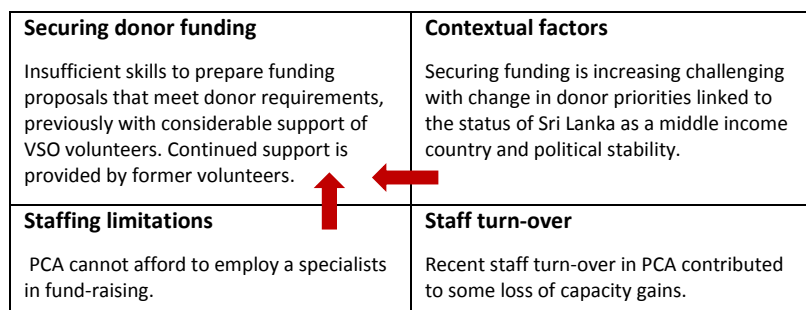 Securing donor funding
Insufficient skills to prepare funding
proposals that meet donor requirements,
previously with considerable support of
VSO volunteers. Continued support is
provided by former volunteers.
Contextual factors
Securing funding is increasing challenging
with change in donor priorities linked to
the status of Sri Lanka as a middle income
country and political stability.
Staffing limitations
PCA cannot afford to employ a specialists
in fund-raising.
Staff turn-over
Recent staff turn-over in PCA contributed
to some loss of capacity gains.